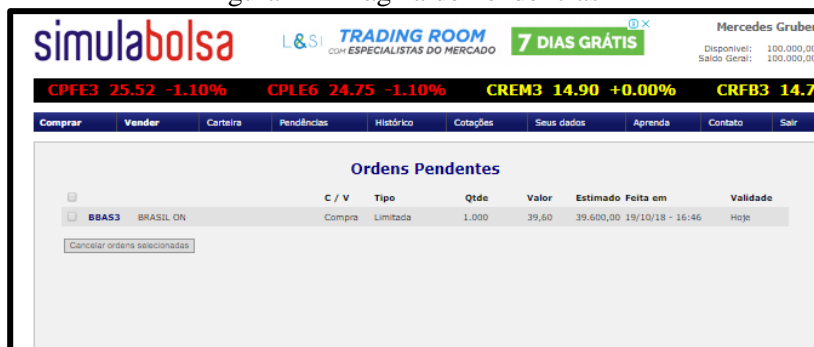 simulabolsa
L&SI TRADING ROOM
COM ESPECIALISTAS DO MERCADO
7 DIAS GRÁTIS
Mercedes Gruber
Disponível: 100.000,00
Saldo Geral: 100.000,00
CPFE3 25.52 -1.10% CPLE6 24.75 -1.10% CREM3 14.90 +0.00% CRFB3 14.7
Comprar Vender Carteira Pendências Histórico Cotações Seus dados Aprenda Contato Sair
Ordens Pendentes
C / V Tipo Qtde Valor Estimado Feita em Validade
BBAS3 BRASIL ON Compra Limitada 1.000 39,60 39.600,00 19/10/18 - 16:46 Hoje
Cancelar ordens selecionadas